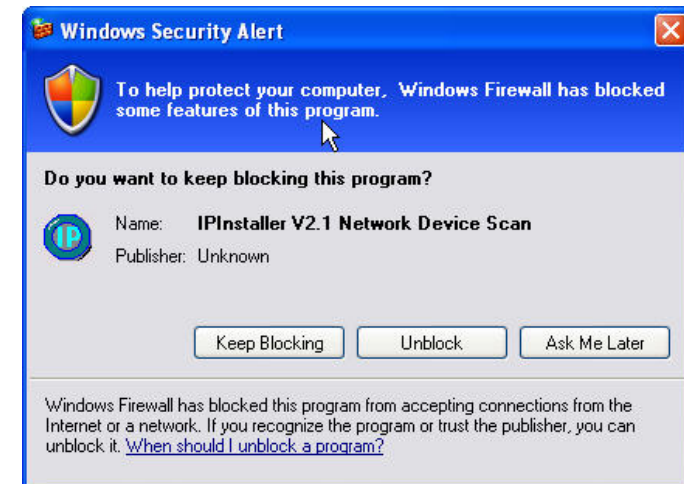 Windows Security Alert
To help protect your computer, Windows Firewall has blocked
some features of this program.
Do you want to keep blocking this program?
IP
Name: IPInstaller V2.1 Network Device Scan
Publisher: Unknown
Keep Blocking Unblock Ask Me Later
Windows Firewall has blocked this program from accepting connections from the
Internet or a network. If you recognize the program or trust the publisher, you can
unblock it. When should I unblock a program?